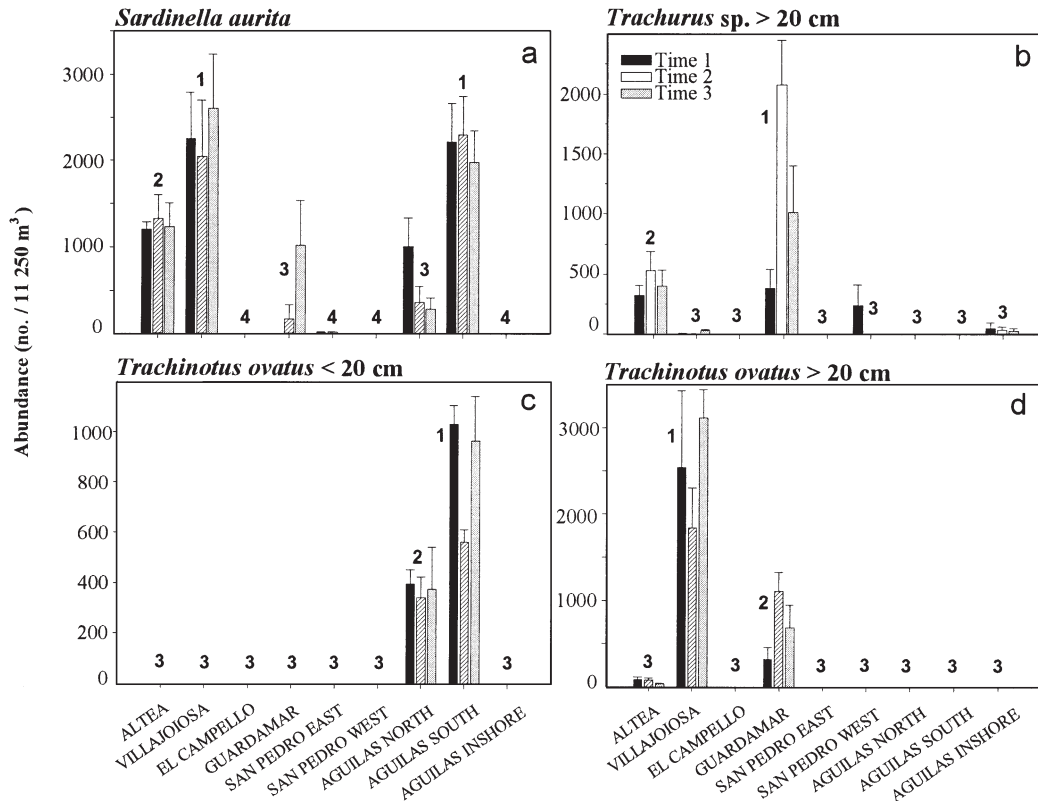 Sardinella aurita
a
Abundance (no. / 11 250 m³)
3000
2000
1000
0
2
1
4
3
4
4
3
1
4
Trachurus sp. > 20 cm
b
Time 1
Time 2
Time 3
2000
1500
1000
500
0
2
3
3
1
3
3
3
3
3
Trachinotus ovatus < 20 cm
c
1000
800
600
400
200
0
3
3
3
3
3
3
2
1
3
Trachinotus ovatus > 20 cm
d
3000
2000
1000
0
3
1
3
2
3
3
3
3
3
ALTEA
VILLAJOIOSA
EL CAMPELLO
GUARDAMAR
SAN PEDRO EAST
SAN PEDRO WEST
AGUILAS NORTH
AGUILAS SOUTH
AGUILAS INSHORE
ALTEA
VILLAJOIOSA
EL CAMPELLO
GUARDAMAR
SAN PEDRO EAST
SAN PEDRO WEST
AGUILAS NORTH
AGUILAS SOUTH
AGUILAS INSHORE